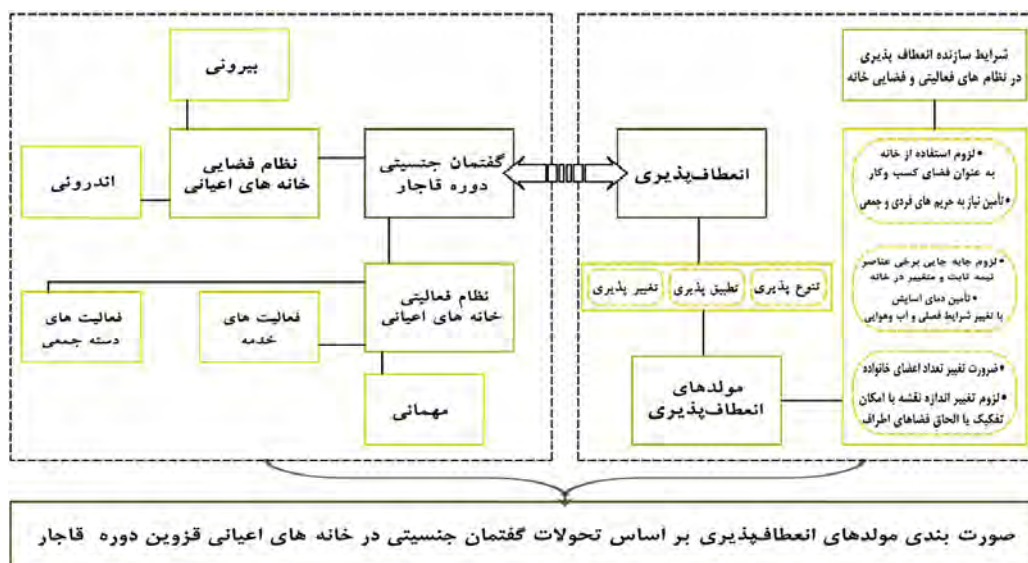 شرایط سازنده انعطاف پذیری
در نظام های فعالیتی و فضایی خانه
•لزوم استفاده از خانه
به عنوان فضای کسب وکار
•تأمین نیاز به حریم های فردی و جمعی
•لزوم جابه جایی برخی عناصر
نیمه ثابت و متغییر در خانه
•تأمین دمای آسایش
با تغییر شرایط فصلی و آب وهوایی
•ضرورت تغییر تعداد اعضای خانواده
•لزوم تغییر اندازه نقشه با امکان
تفکیک یا الحاق فضاهای اطراف
انعطاف‌پذیری
تنوع پذیری
تطبیق پذیری
تغییر پذیری
مولدهای
انعطاف‌پذیری
گفتمان جنسیتی
دوره قاجار
بیرونی
نظام فضایی
خانه های اعیانی
اندرونی
نظام فعالیتی
خانه های اعیانی
فعالیت های
خدمه
فعالیت های
دسته جمعی
مهمانی
صورت بندی مولدهای انعطاف‌پذیری بر اساس تحولات گفتمان جنسیتی در خانه های اعیانی قزوین دوره قاجار